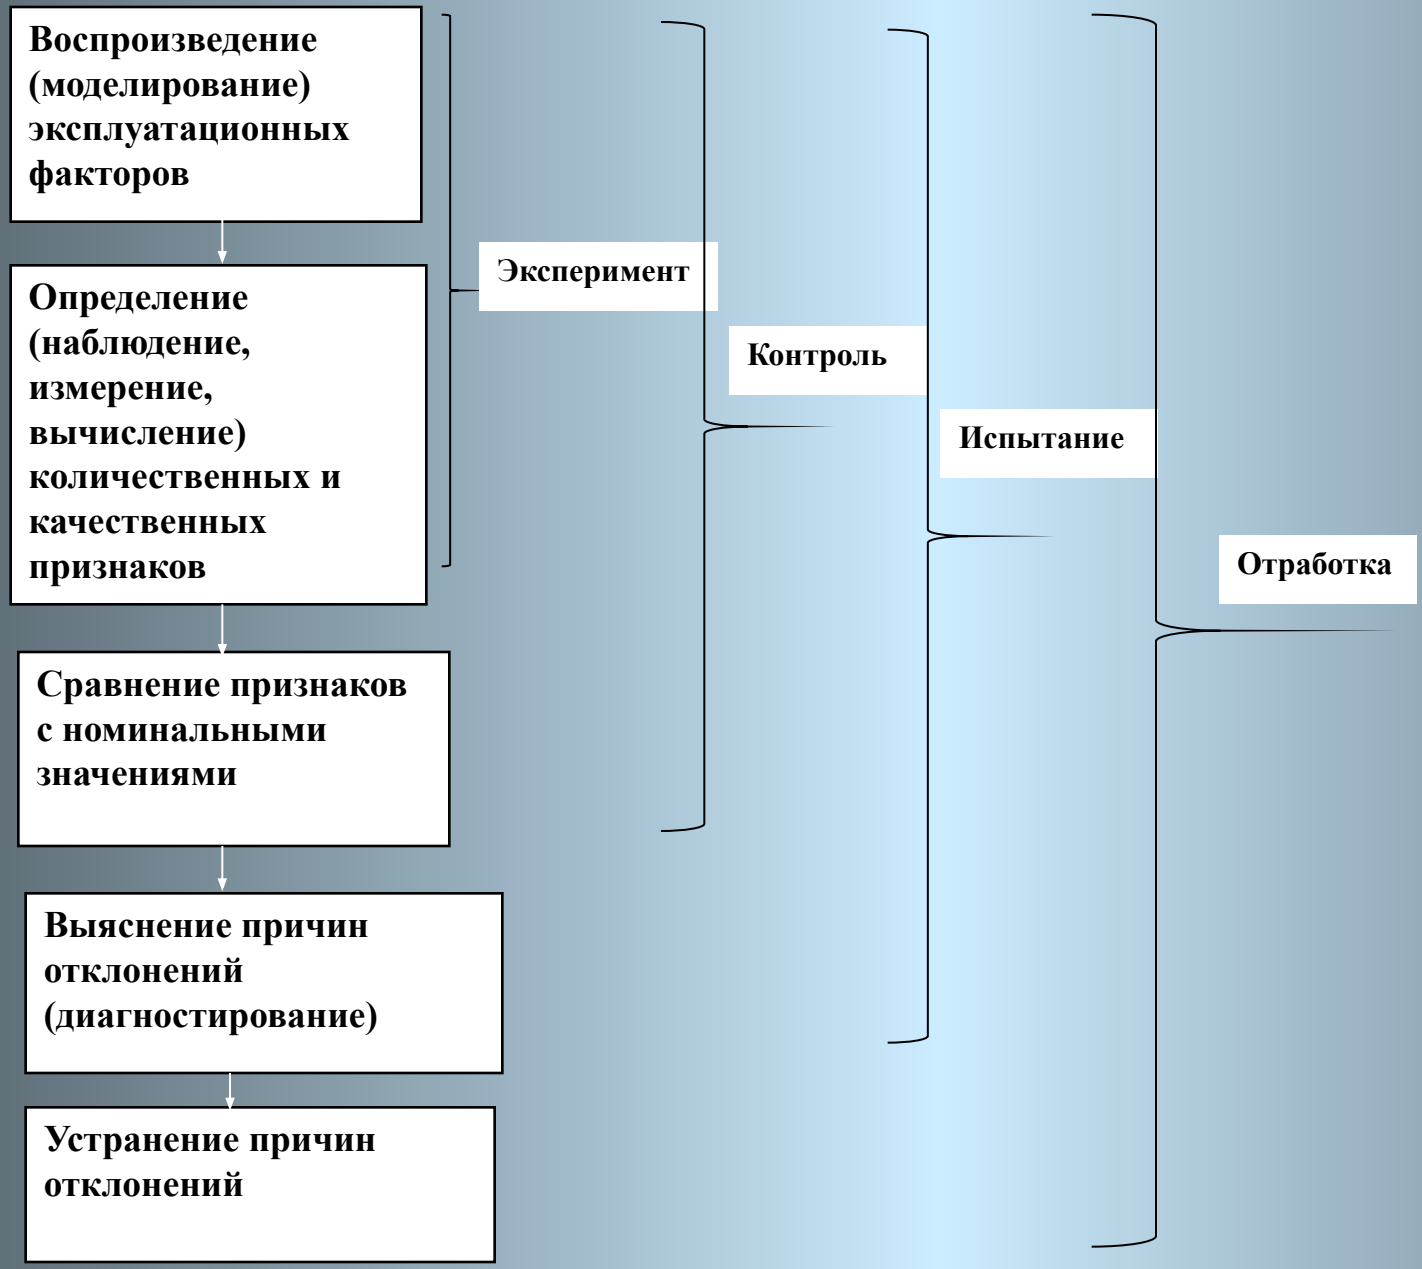 Воспроизведение
(моделирование)
эксплуатационных
факторов
Определение
(наблюдение,
измерение,
вычисление)
количественных и
качественных
признаков
Сравнение признаков
с номинальными
значениями
Выяснение причин
отклонений
(диагностирование)
Устранение причин
отклонений
Эксперимент
Контроль
Испытание
Отработка